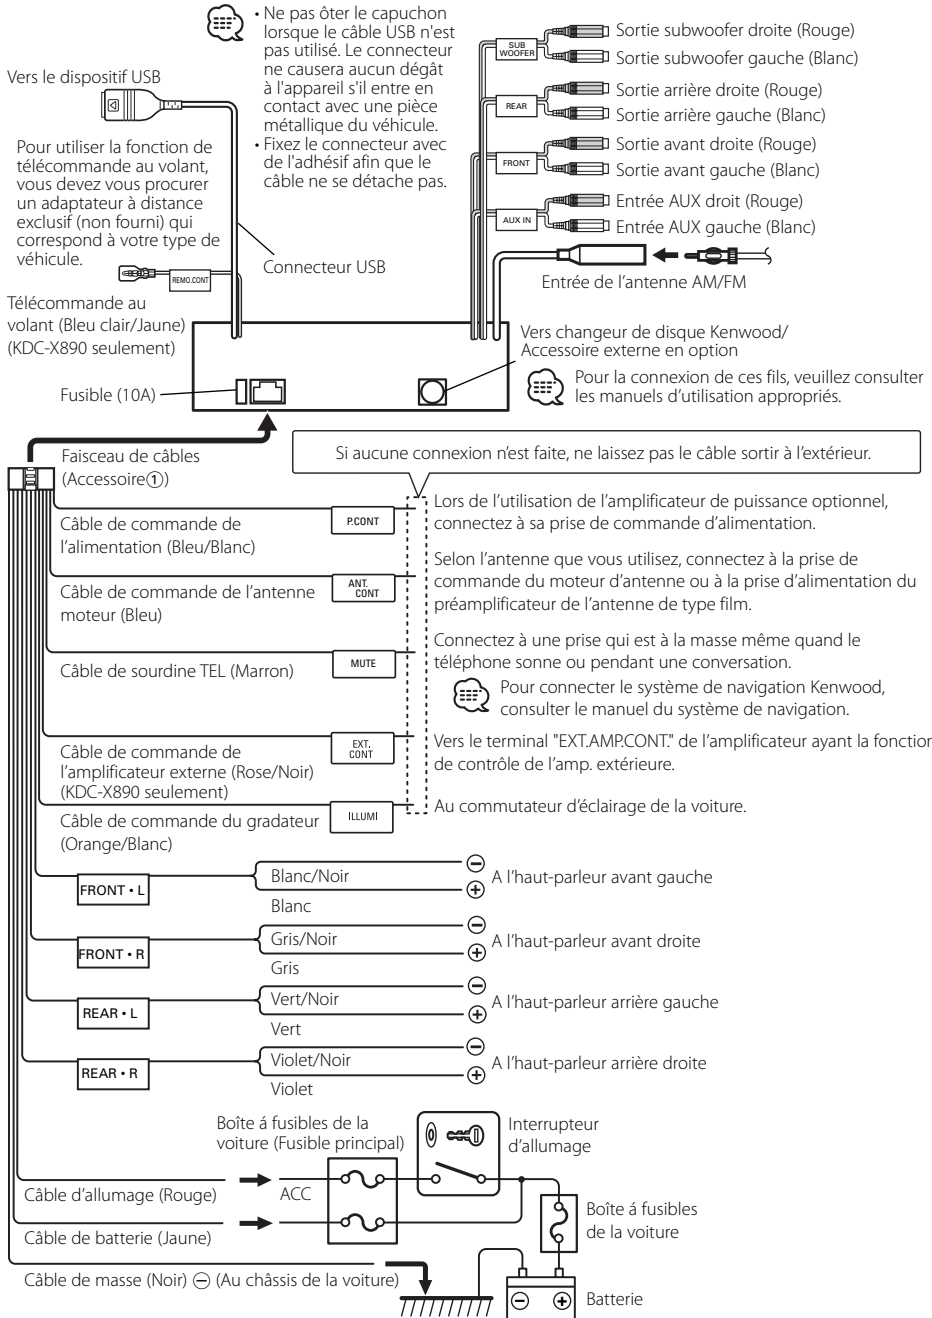 • Ne pas ôter le capuchon
lorsque le câble USB n'est
pas utilisé. Le connecteur
ne causera aucun dégât
à l'appareil s'il entre en
contact avec une pièce
métallique du véhicule.
• Fixez le connecteur avec
de l'adhésif afin que le
câble ne se détache pas.
Vers le dispositif USB
Pour utiliser la fonction de
télécommande au volant,
vous devez vous procurer
un adaptateur à distance
exclusif (non fourni) qui
correspond à votre type de
véhicule.
REMO.CONT
Connecteur USB
Télécommande au
volant (Bleu clair/Jaune)
(KDC-X890 seulement)
SUB
WOOFER
Sortie subwoofer droite (Rouge)
Sortie subwoofer gauche (Blanc)
REAR
Sortie arrière droite (Rouge)
Sortie arrière gauche (Blanc)
FRONT
Sortie avant droite (Rouge)
Sortie avant gauche (Blanc)
AUX IN
Entrée AUX droit (Rouge)
Entrée AUX gauche (Blanc)
Entrée de l'antenne AM/FM
Vers changeur de disque Kenwood/
Accessoire externe en option
Pour la connexion de ces fils, veuillez consulter
les manuels d'utilisation appropriés.
Fusible (10A)
Faisceau de câbles
(Accessoire①)
Si aucune connexion n'est faite, ne laissez pas le câble sortir à l'extérieur.
Câble de commande de
l'alimentation (Bleu/Blanc)
P.CONT
Lors de l'utilisation de l'amplificateur de puissance optionnel,
connectez à sa prise de commande d'alimentation.
Câble de commande de l'antenne
moteur (Bleu)
ANT.
CONT
Selon l'antenne que vous utilisez, connectez à la prise de
commande du moteur d'antenne ou à la prise d'alimentation du
préamplificateur de l'antenne de type film.
Câble de sourdine TEL (Marron)
MUTE
Connectez à une prise qui est à la masse même quand le
téléphone sonne ou pendant une conversation.
Pour connecter le système de navigation Kenwood,
consulter le manuel du système de navigation.
Câble de commande de
l'amplificateur externe (Rose/Noir)
(KDC-X890 seulement)
EXT.
CONT
Vers le terminal "EXT.AMP.CONT." de l'amplificateur ayant la fonction
de contrôle de l'amp. extérieure.
Câble de commande du gradateur
(Orange/Blanc)
ILLUMI
Au commutateur d'éclairage de la voiture.
FRONT • L
Blanc/Noir
Blanc
⊖
⊕
A l'haut-parleur avant gauche
FRONT • R
Gris/Noir
Gris
⊖
⊕
A l'haut-parleur avant droite
REAR • L
Vert/Noir
Vert
⊖
⊕
A l'haut-parleur arrière gauche
REAR • R
Violet/Noir
Violet
⊖
⊕
A l'haut-parleur arrière droite
Boîte á fusibles de la
voiture (Fusible principal)
Interrupteur
d'allumage
Câble d'allumage (Rouge)
ACC
Câble de batterie (Jaune)
Boîte á fusibles
de la voiture
Câble de masse (Noir) ⊖ (Au châssis de la voiture)
⊖
⊕
Batterie